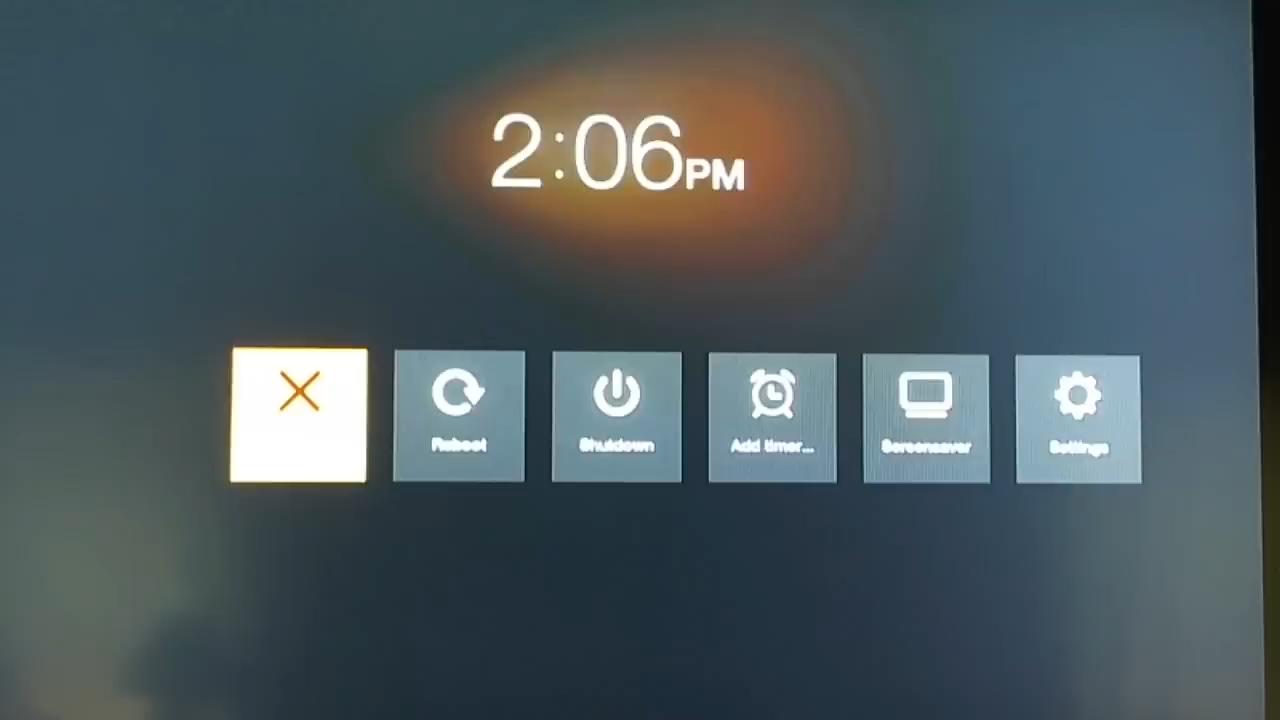 2:06PM
Reboot
Shutdown
Add timer...
Screensaver
Settings